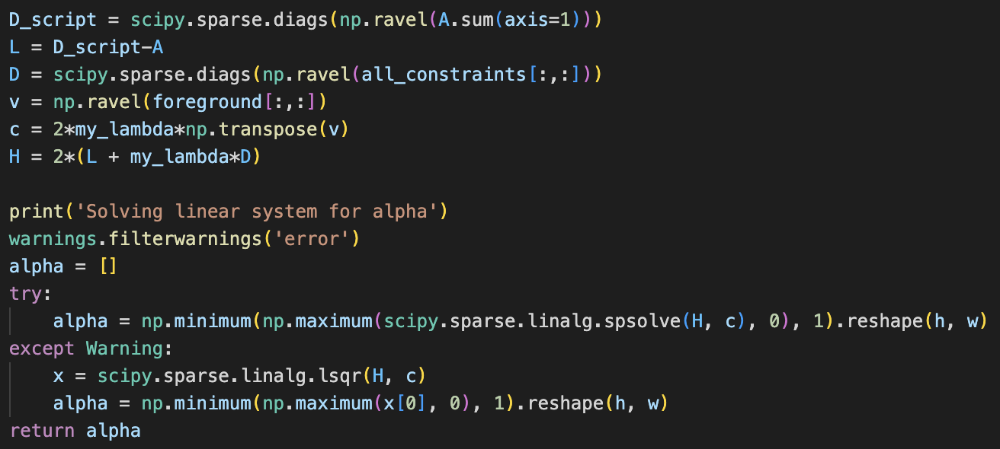 D_script = scipy.sparse.diags(np.ravel(A.sum(axis=1)))
L = D_script-A
D = scipy.sparse.diags(np.ravel(all_constraints[:,:]))
v = np.ravel(foreground[:,:])
c = 2*my_lambda*np.transpose(v)
H = 2*(L + my_lambda*D)

print('Solving linear system for alpha')
warnings.filterwarnings('error')
alpha = []
try:
    alpha = np.minimum(np.maximum(scipy.sparse.linalg.spsolve(H, c), 0), 1).reshape(h, w)
except Warning:
    x = scipy.sparse.linalg.lsqr(H, c)
    alpha = np.minimum(np.maximum(x[0], 0), 1).reshape(h, w)
return alpha